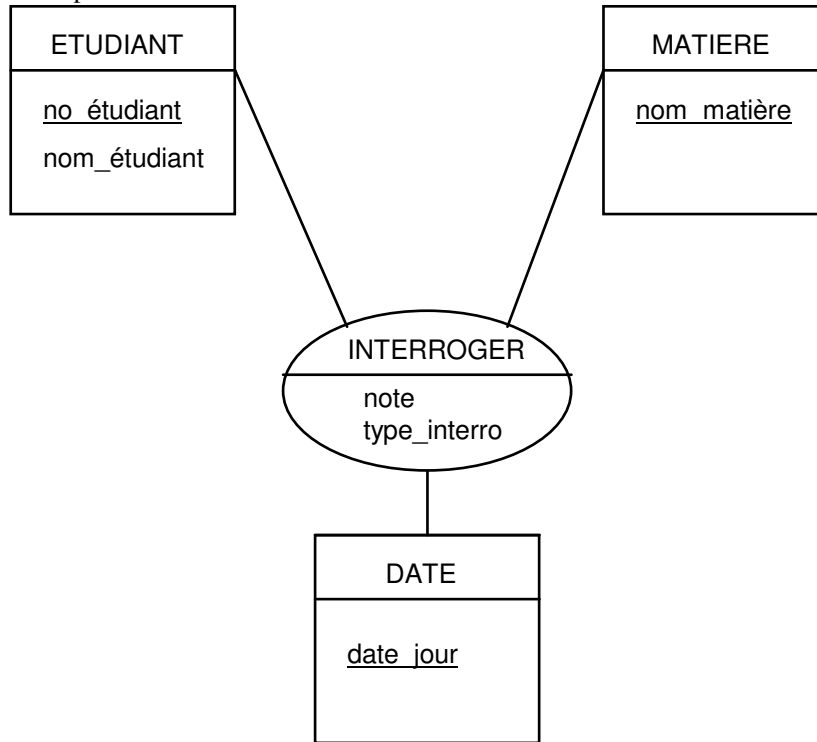 ETUDIANT
no_étudiant
nom_étudiant
MATIERE
nom_matière
INTERROGER
note
type_interro
DATE
date_jour